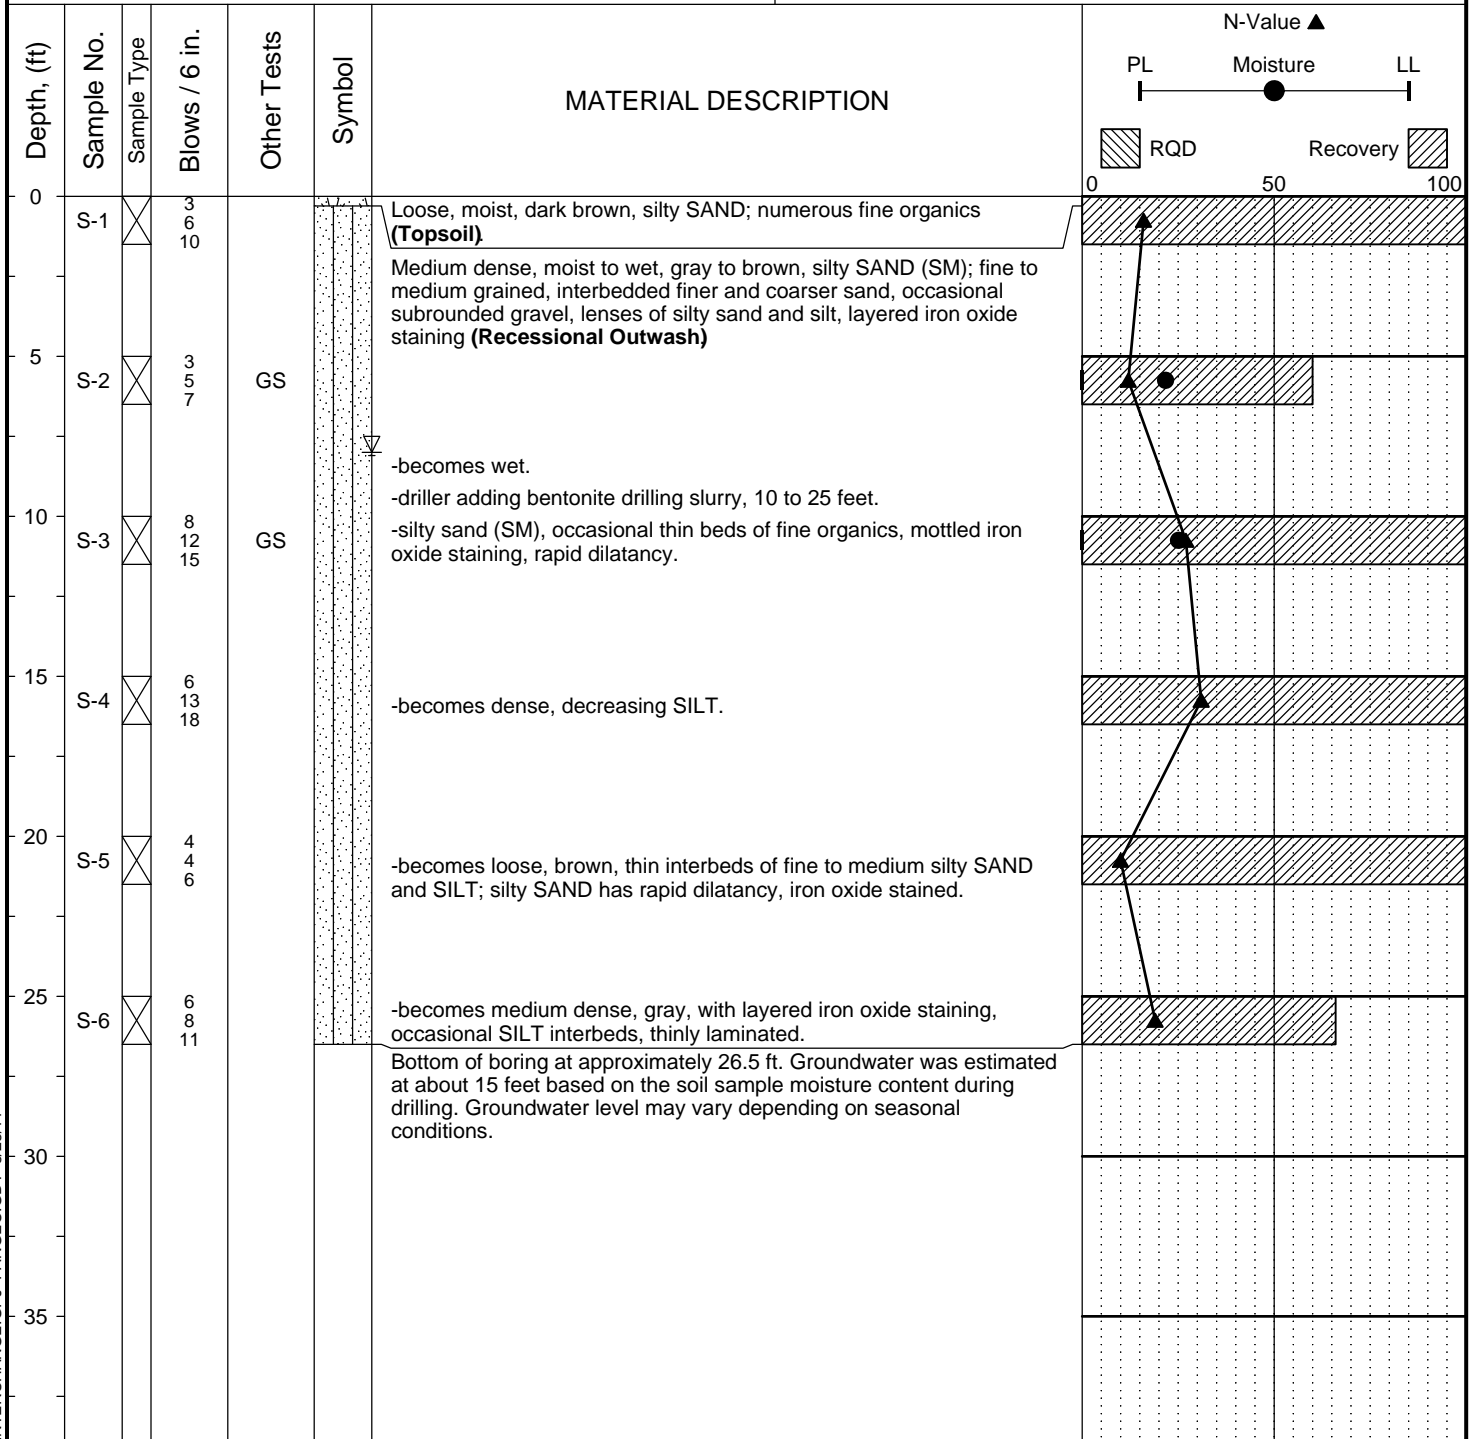 Depth, (ft)
Sample No.
Sample Type
Blows / 6 in.
Other Tests
Symbol
MATERIAL DESCRIPTION
N-Value
PL Moisture LL
RQD Recovery
0 50 100
0
S-1
3
6
10
Loose, moist, dark brown, silty SAND; numerous fine organics
(Topsoil).
Medium dense, moist to wet, gray to brown, silty SAND (SM); fine to
medium grained, interbedded finer and coarser sand, occasional
subrounded gravel, lenses of silty sand and silt, layered iron oxide
staining (Recessional Outwash)
5
S-2
3
5
7
GS
-becomes wet.
-driller adding bentonite drilling slurry, 10 to 25 feet.
10
S-3
8
12
15
GS
-silty sand (SM), occasional thin beds of fine organics, mottled iron
oxide staining, rapid dilatancy.
15
S-4
6
13
18
-becomes dense, decreasing SILT.
20
S-5
4
4
6
-becomes loose, brown, thin interbeds of fine to medium silty SAND
and SILT; silty SAND has rapid dilatancy, iron oxide stained.
25
S-6
6
8
11
-becomes medium dense, gray, with layered iron oxide staining,
occasional SILT interbeds, thinly laminated.
Bottom of boring at approximately 26.5 ft. Groundwater was estimated
at about 15 feet based on the soil sample moisture content during
drilling. Groundwater level may vary depending on seasonal
conditions.
30
35